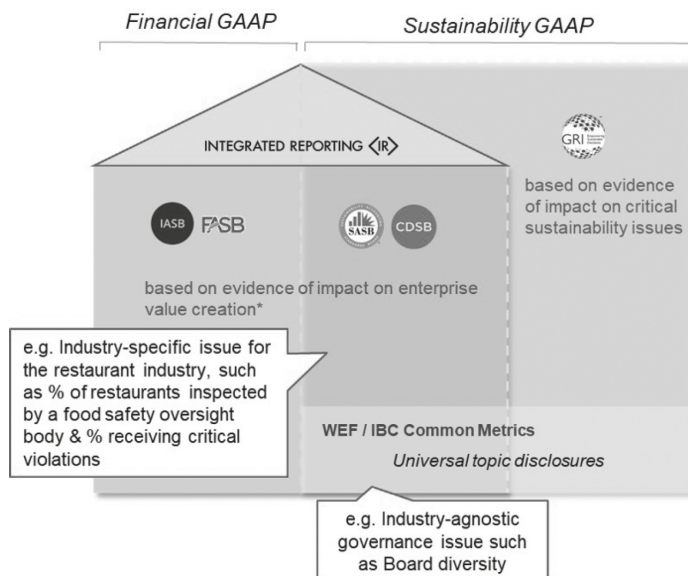 Financial GAAP
Sustainability GAAP
INTEGRATED REPORTING <IR>
GRI
based on evidence
of impact on critical
sustainability issues
IASB
FASB
SASB
CDSB
based on evidence of impact on enterprise
value creation*
e.g. Industry-specific issue for
the restaurant industry, such
as % of restaurants inspected
by a food safety oversight
body & % receiving critical
violations
WEF / IBC Common Metrics
Universal topic disclosures
e.g. Industry-agnostic
governance issue such
as Board diversity